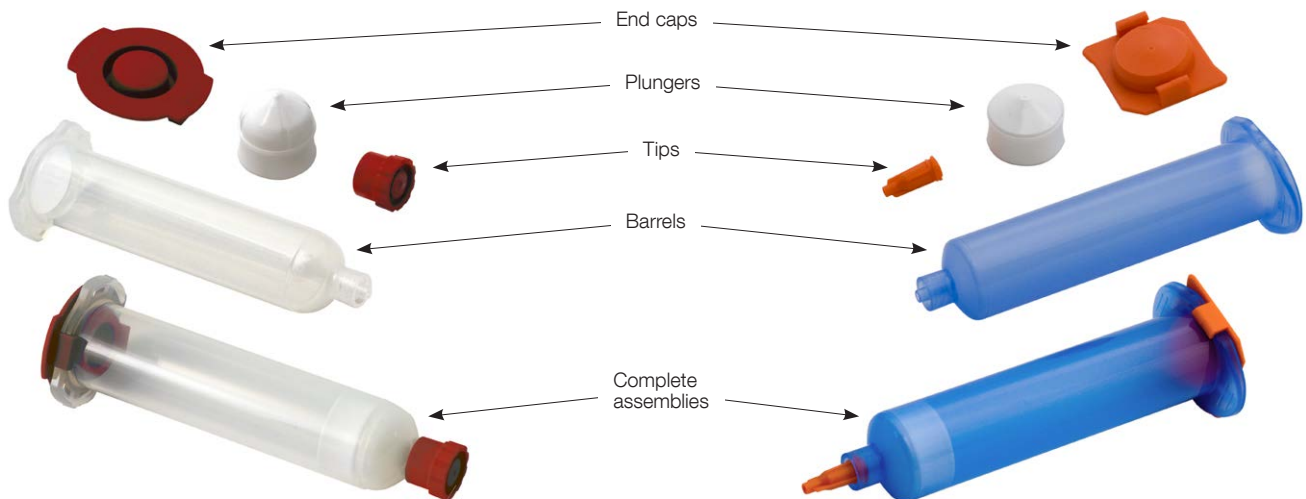 End caps
Plungers
Tips
Barrels
Complete
assemblies